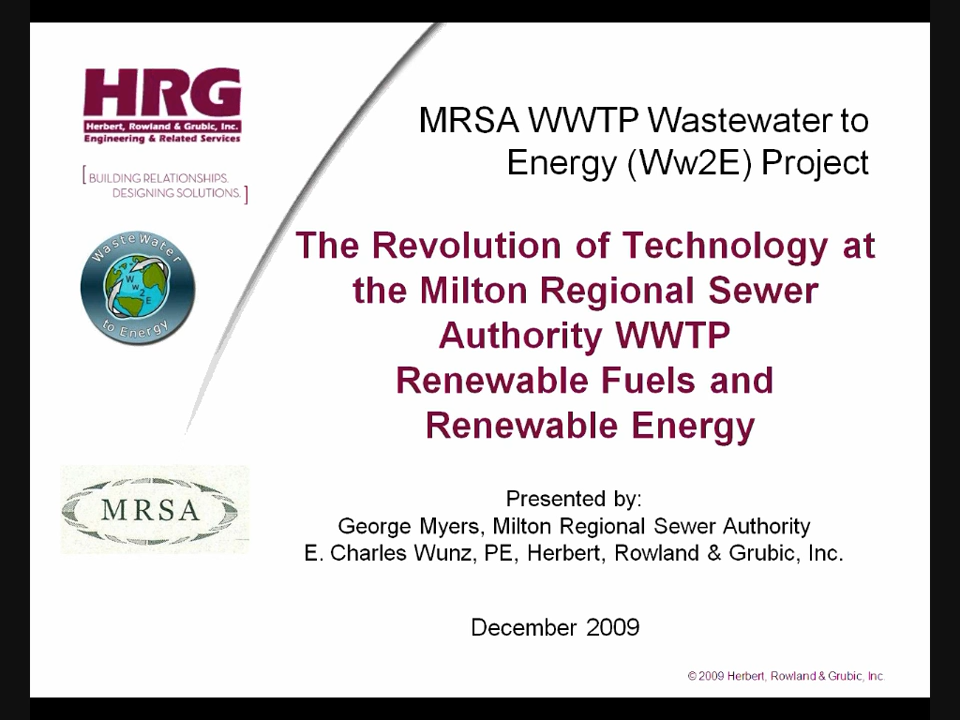 HRG
Herbert, Rowland & Grubic, Inc.
Engineering & Related Services
[BUILDING RELATIONSHIPS.
DESIGNING SOLUTIONS.]
WasteWater
W
W
2
E
to Energy
MRSA
MRSA WWTP Wastewater to
Energy (Ww2E) Project
The Revolution of Technology at
the Milton Regional Sewer
Authority WWTP
Renewable Fuels and
Renewable Energy
Presented by:
George Myers, Milton Regional Sewer Authority
E. Charles Wunz, PE, Herbert, Rowland & Grubic, Inc.
December 2009
© 2009 Herbert, Rowland & Grubic, Inc.